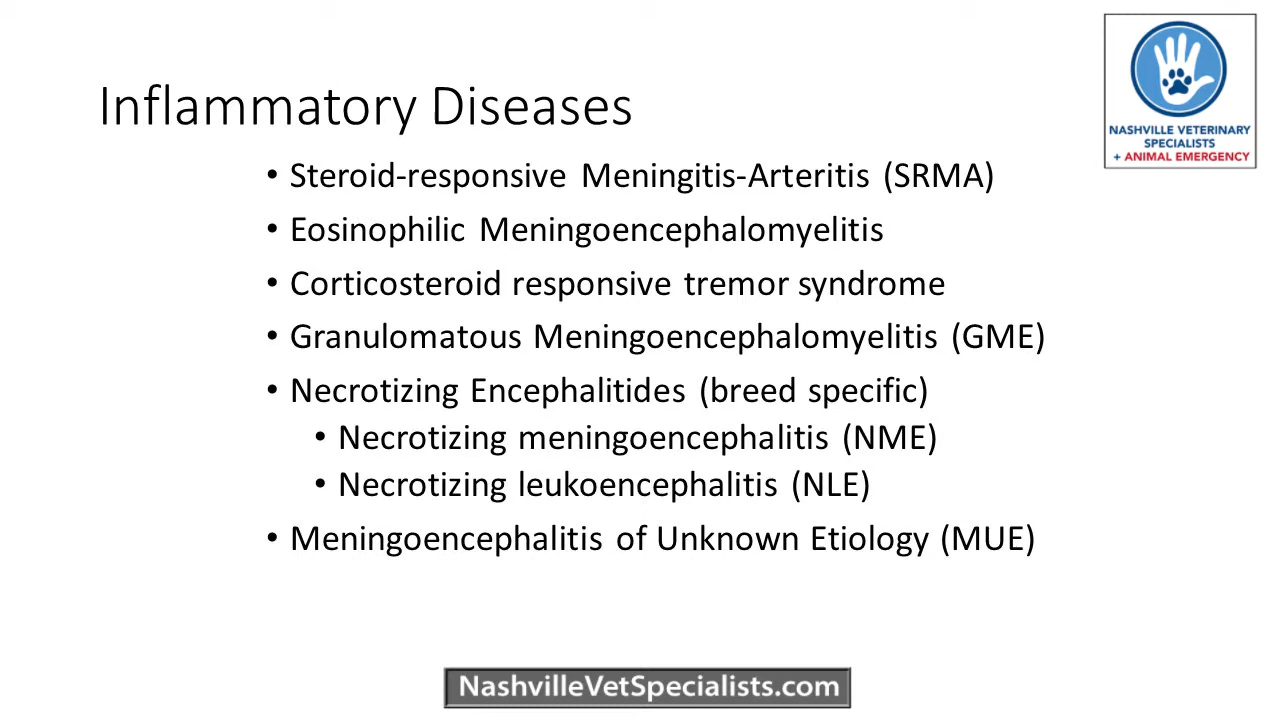 NASHVILLE VETERINARY
SPECIALISTS
+ ANIMAL EMERGENCY
Inflammatory Diseases
• Steroid-responsive Meningitis-Arteritis (SRMA)
• Eosinophilic Meningoencephalomyelitis
• Corticosteroid responsive tremor syndrome
• Granulomatous Meningoencephalomyelitis (GME)
• Necrotizing Encephalitides (breed specific)
• Necrotizing meningoencephalitis (NME)
• Necrotizing leukoencephalitis (NLE)
• Meningoencephalitis of Unknown Etiology (MUE)
NashvilleVetSpecialists.com